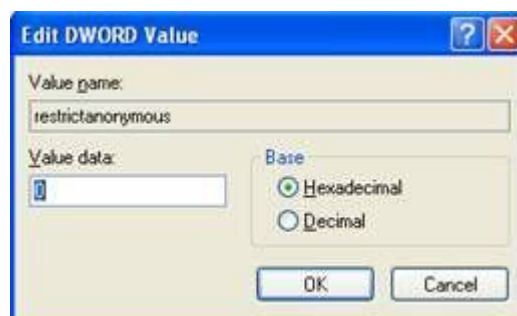 Edit DWORD Value
Value name:
restrictanonymous
Value data:
0
Base
Hexadecimal
Decimal
OK
Cancel